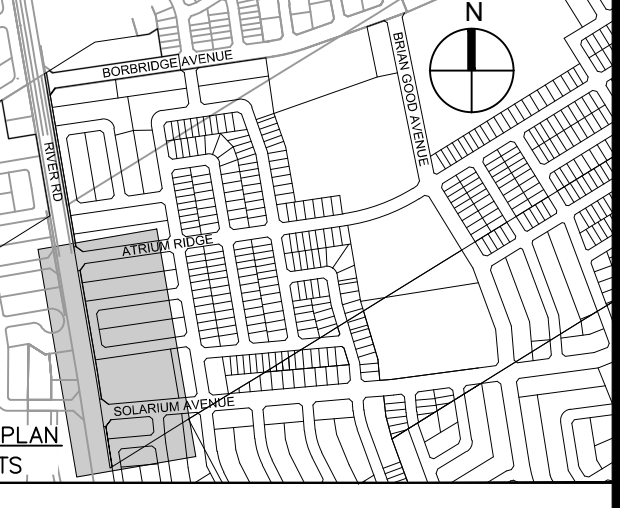 N
BORBRIDGE AVENUE
BRIAN GOOD AVENUE
RIVER RD
ATRIUM RIDGE
SOLARIUM AVENUE
PLAN
TS